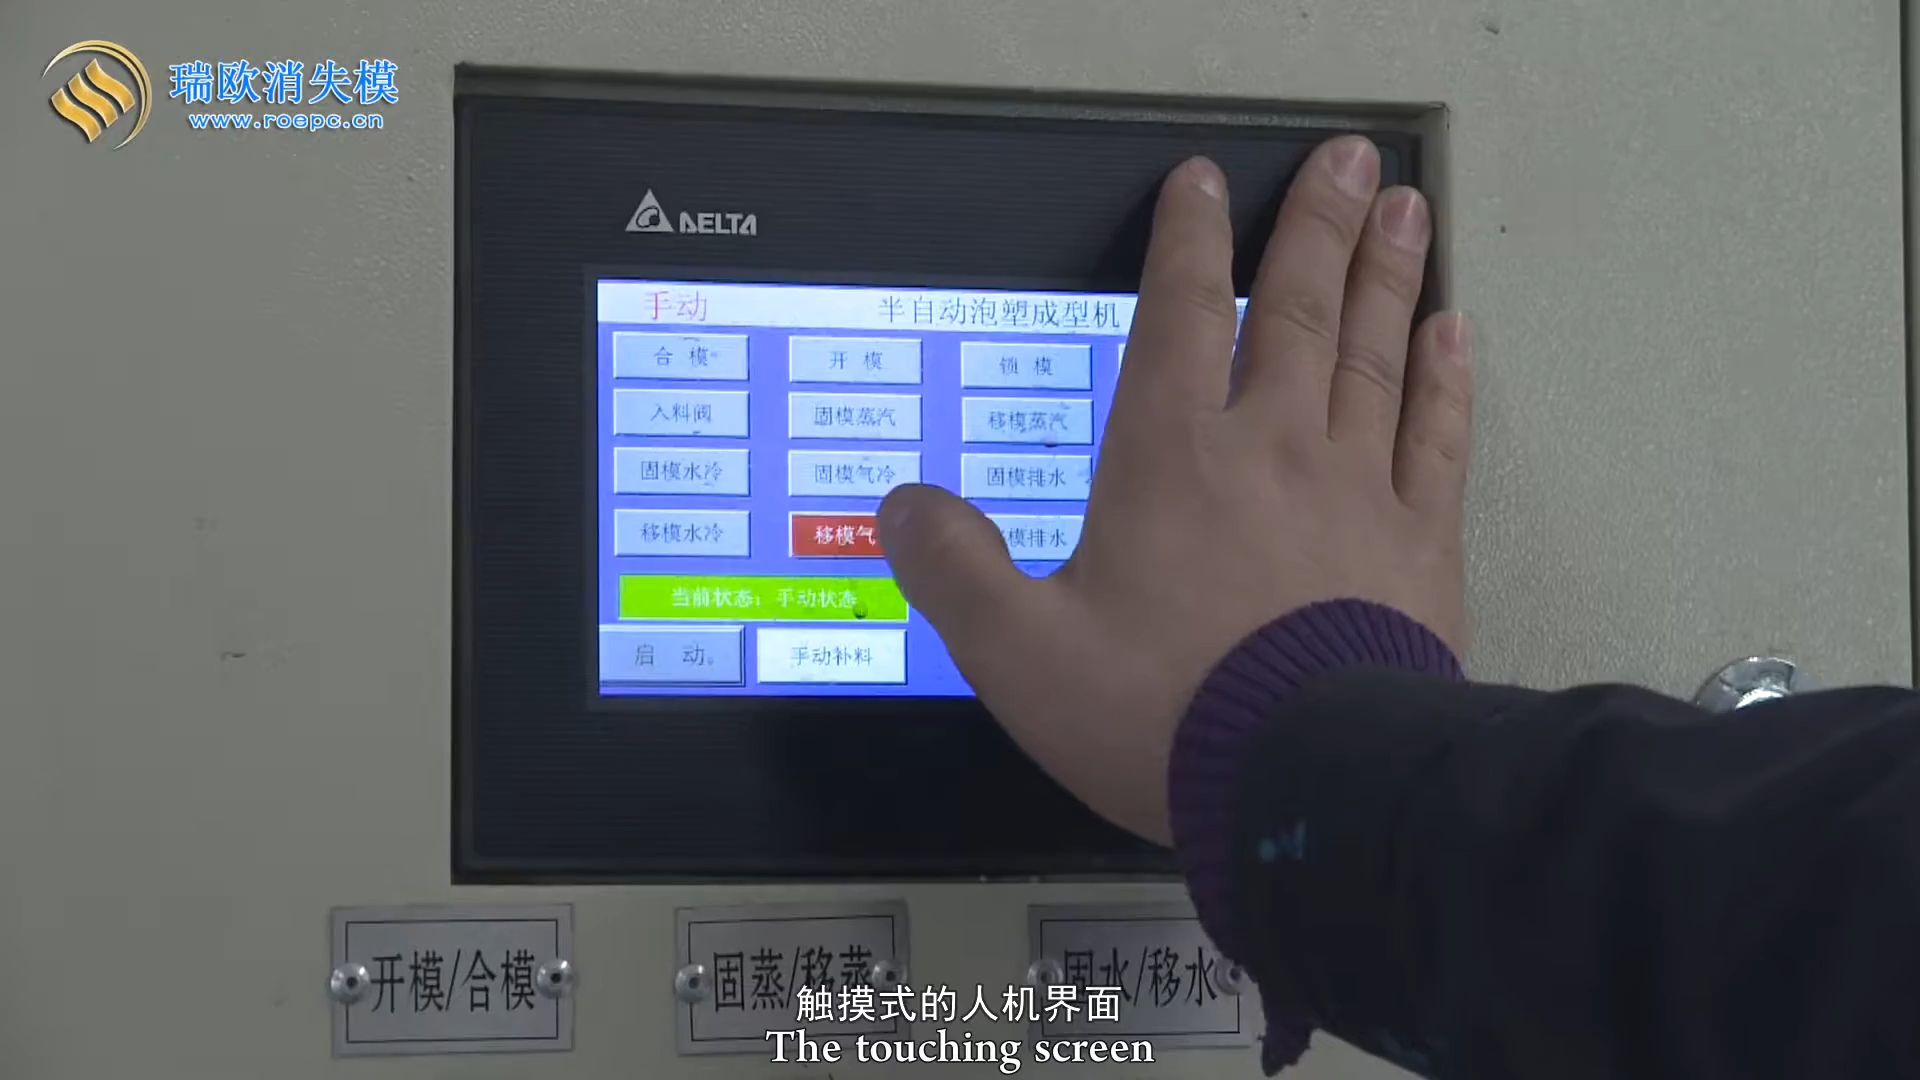 瑞欧消失模
www.roepc.cn
DELTA
手动 半自动泡塑成型机
合 模 开 模 锁 模
入料阀 固模蒸汽 移模蒸汽
固模水冷 固模气冷 固模排水
移模水冷 移模气 模排水
当前状态：手动状态
启 动 手动补料
开模/合模 固蒸/移蒸 固水/移水
触摸式的人机界面
The touching screen